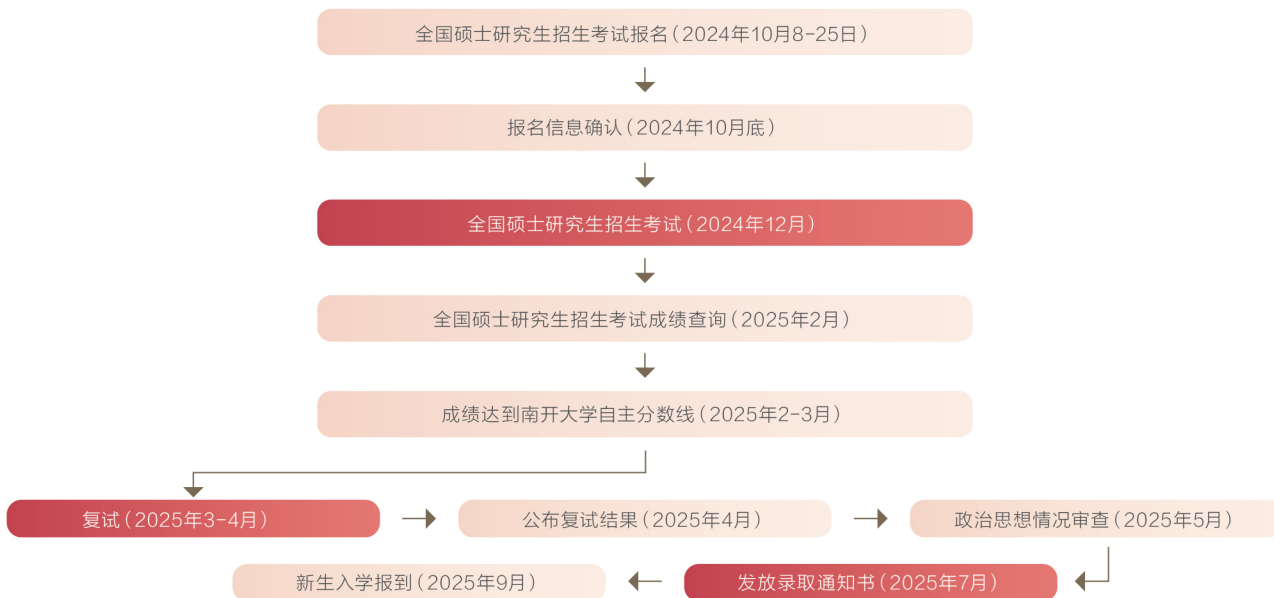 全国硕士研究生招生考试报名（2024年10月8-25日）
报名信息确认（2024年10月底）
全国硕士研究生招生考试（2024年12月）
全国硕士研究生招生考试成绩查询（2025年2月）
成绩达到南开大学自主分数线（2025年2-3月）
复试（2025年3-4月）
公布复试结果（2025年4月）
政治思想情况审查（2025年5月）
发放录取通知书（2025年7月）
新生入学报到（2025年9月）